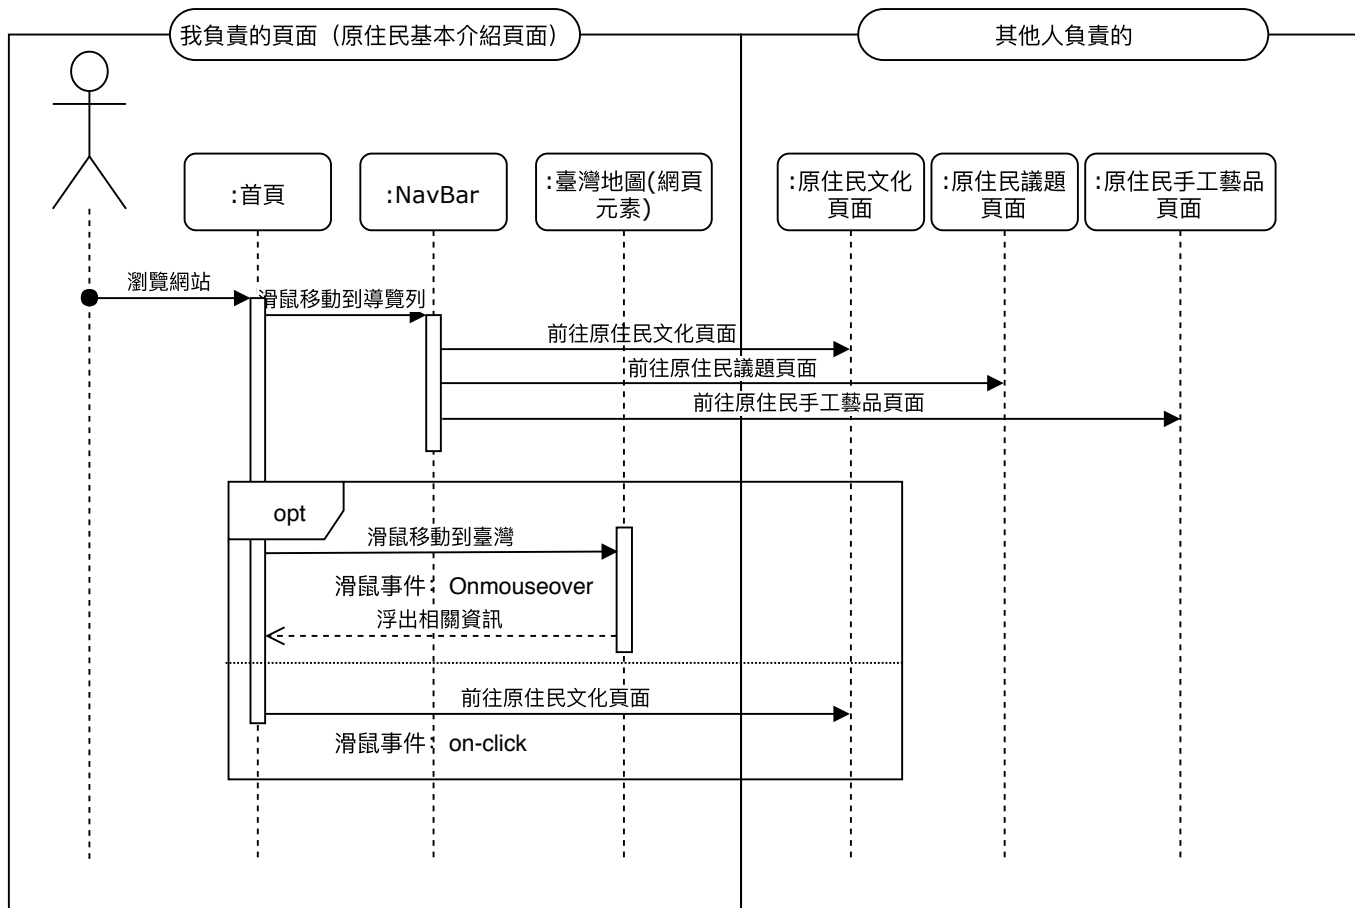 我負責的頁面（原住民基本介紹頁面）
其他人負責的
:首頁
:NavBar
:臺灣地圖(網頁
元素)
:原住民文化
頁面
:原住民議題
頁面
:原住民手工藝品
頁面
瀏覽網站
滑鼠移動到導覽列
前往原住民文化頁面
前往原住民議題頁面
前往原住民手工藝品頁面
opt
滑鼠移動到臺灣
滑鼠事件：Onmouseover
浮出相關資訊
前往原住民文化頁面
滑鼠事件：on-click